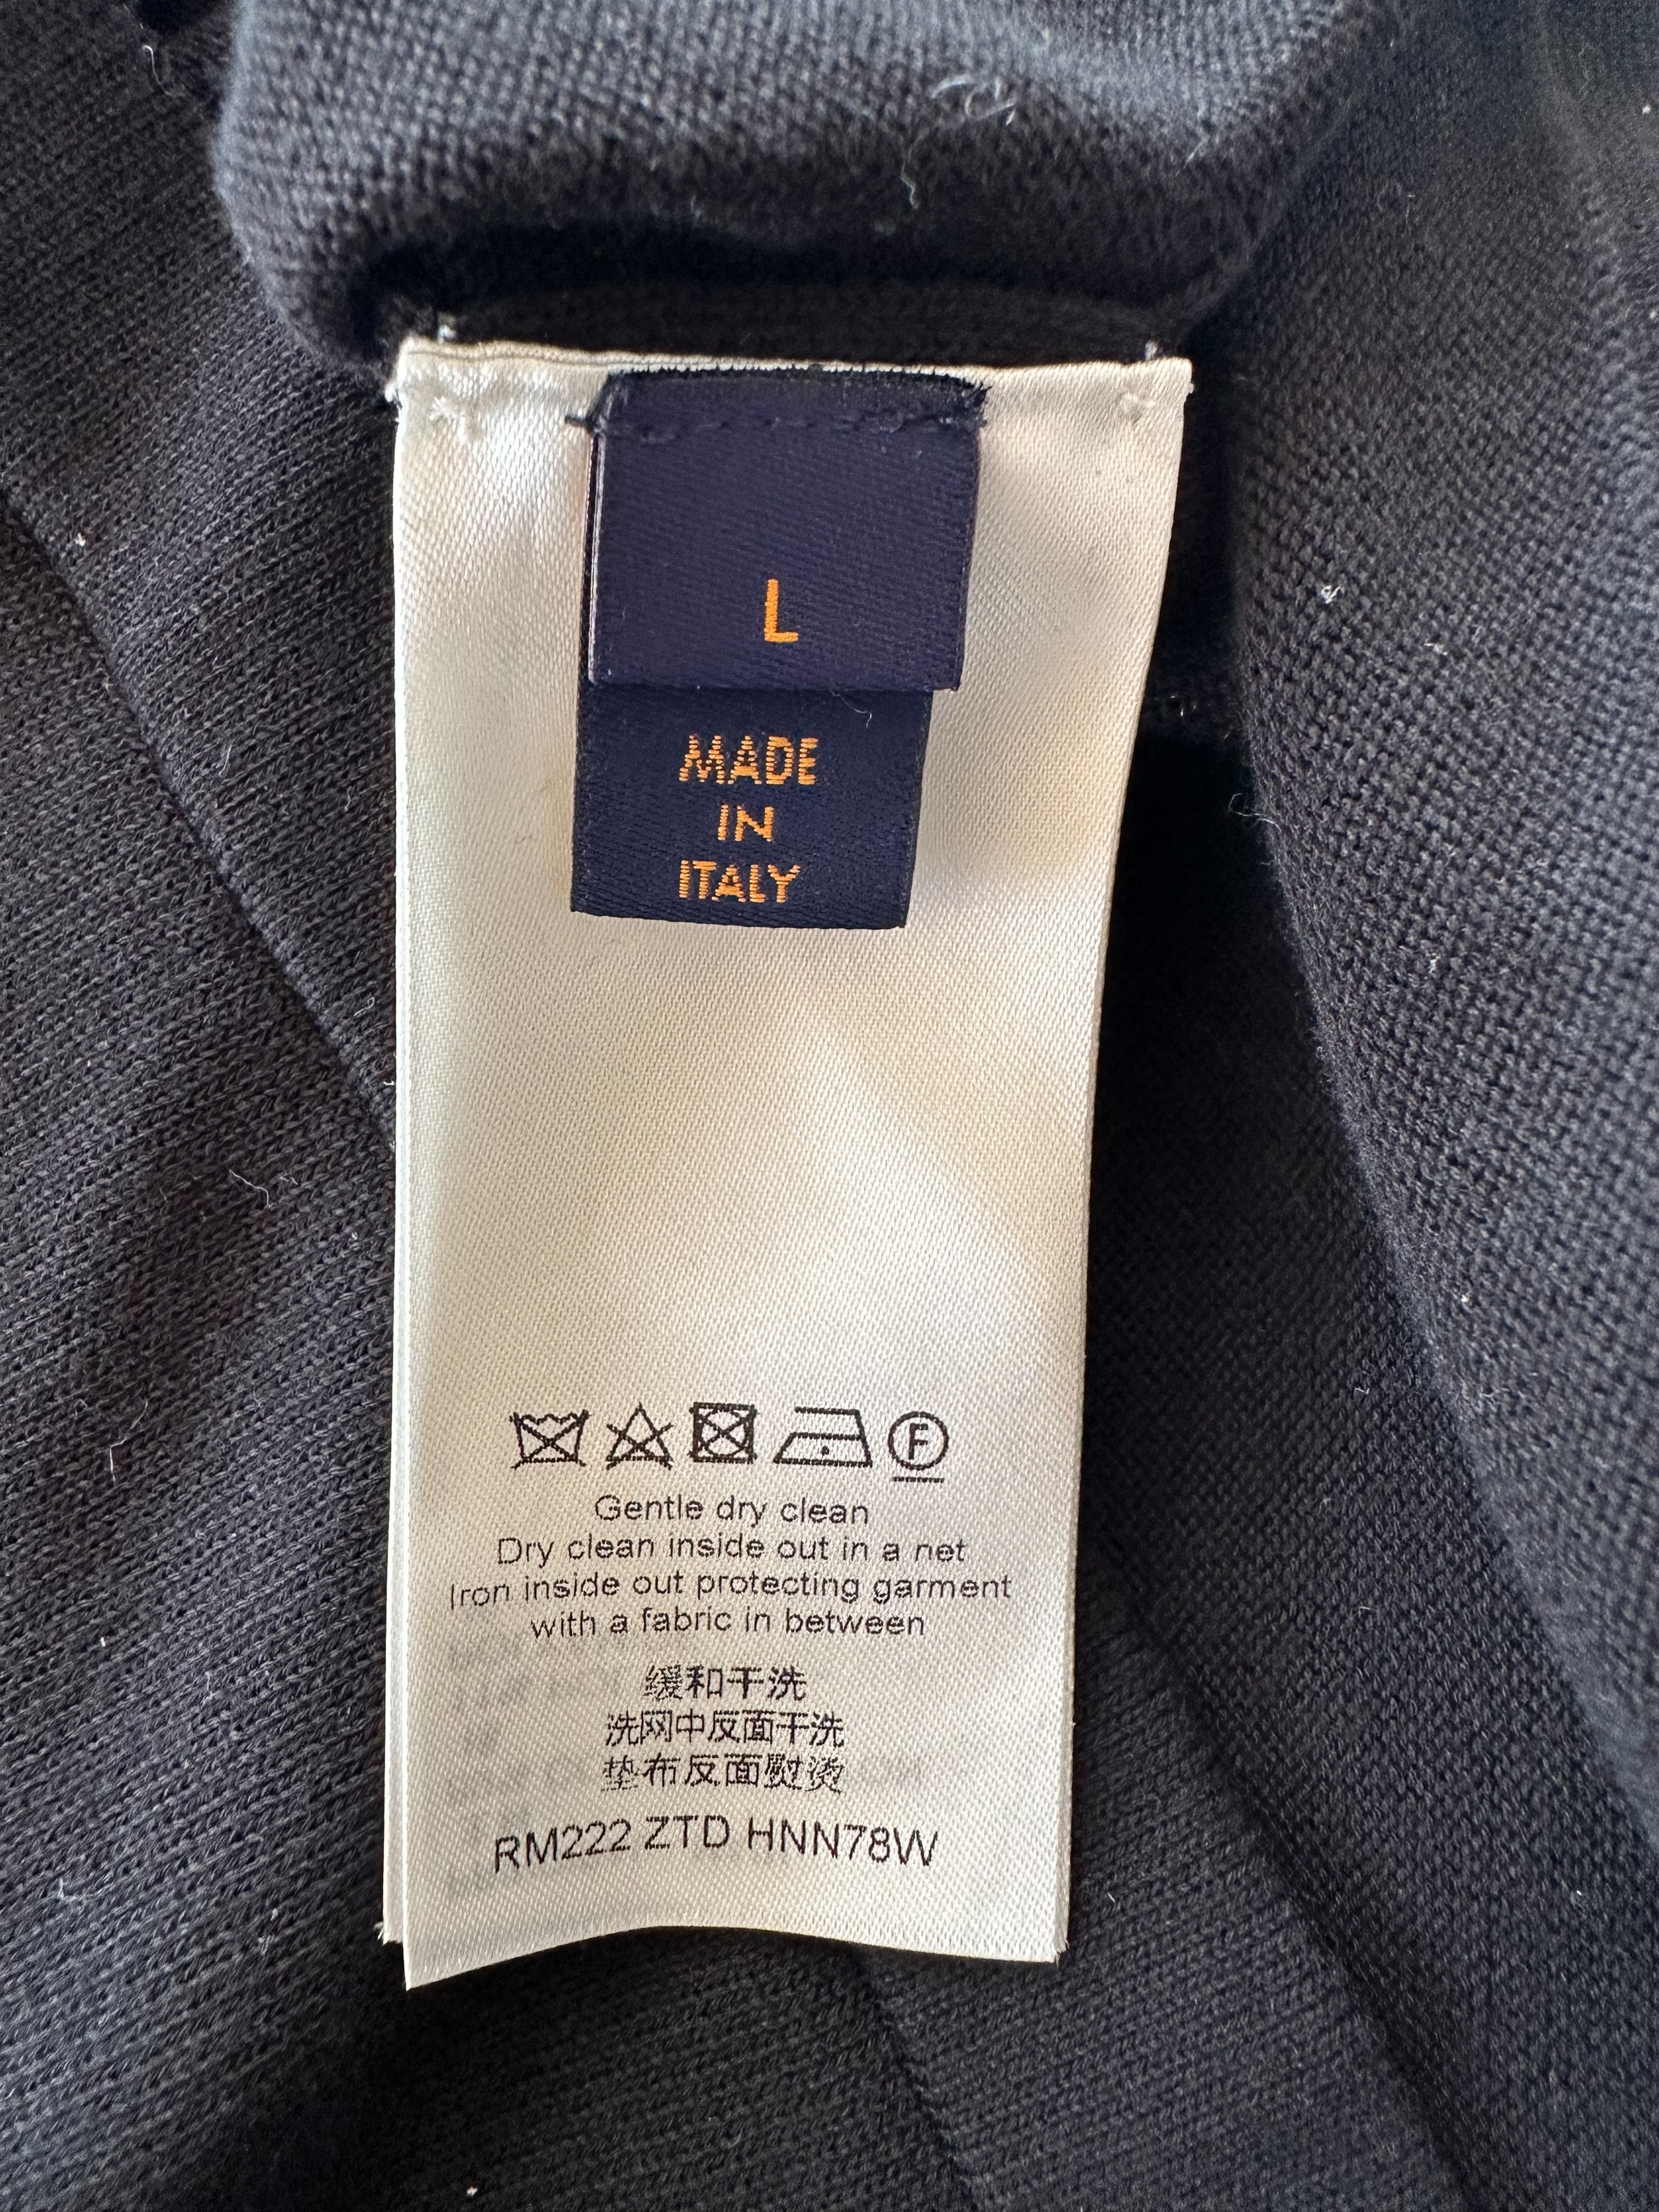 L
MADE
IN
ITALY
F
Gentle dry clean
Dry clean inside out in a net
Iron inside out protecting garment
with a fabric in between
缓和干洗
洗网中反面干洗
垫布反面熨烫
RM222 ZTD HNN78W